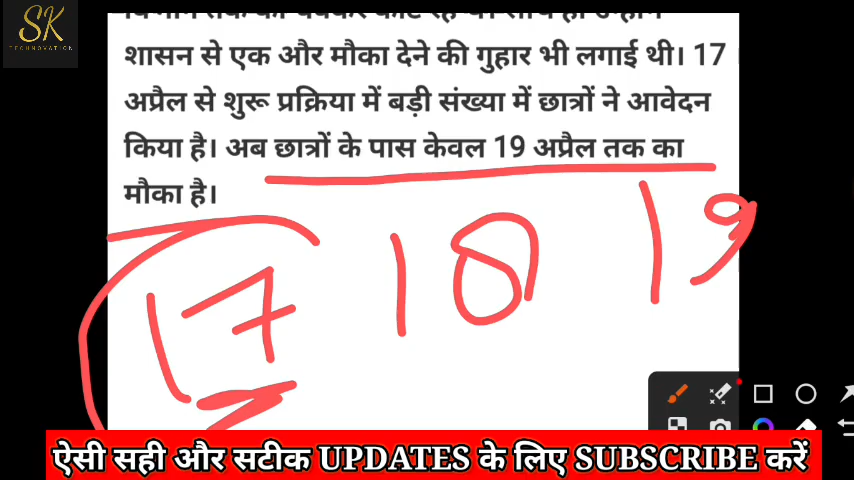 SK
TECHNOVATION
शासन से एक और मौका देने की गुहार भी लगाई थी। 17
अप्रैल से शुरू प्रक्रिया में बड़ी संख्या में छात्रों ने आवेदन
किया है। अब छात्रों के पास केवल 19 अप्रैल तक का
मौका है।
17 18 19
ऐसी सही और सटीक UPDATES के लिए SUBSCRIBE करें